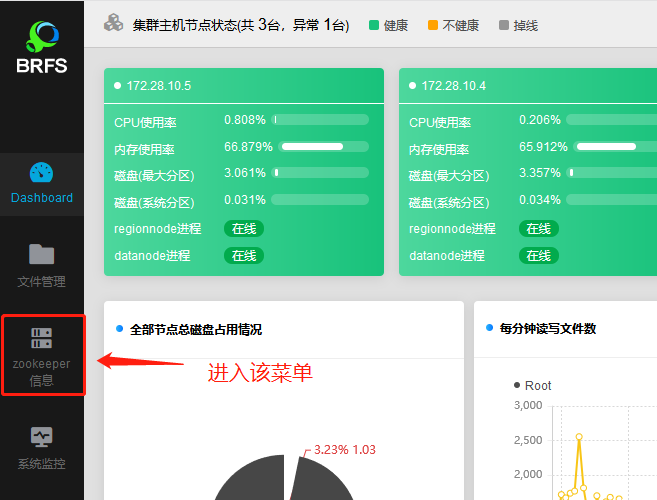 BRFS
Dashboard
文件管理
zookeeper
信息
系统监控
集群主机节点状态(共 3台，异常 1台)
健康
不健康
掉线
172.28.10.5
CPU使用率 0.808%
内存使用率 66.879%
磁盘(最大分区) 3.061%
磁盘(系统分区) 0.031%
regionnode进程 在线
datanode进程 在线
172.28.10.4
CPU使用率 0.206%
内存使用率 65.912%
磁盘(最大分区) 3.357%
磁盘(系统分区) 0.034%
regionnode进程 在线
datanode进程 在线
全部节点总磁盘占用情况
进入该菜单
3.23% 1.03
每分钟读写文件数
Root
3,000
2,500
2,000